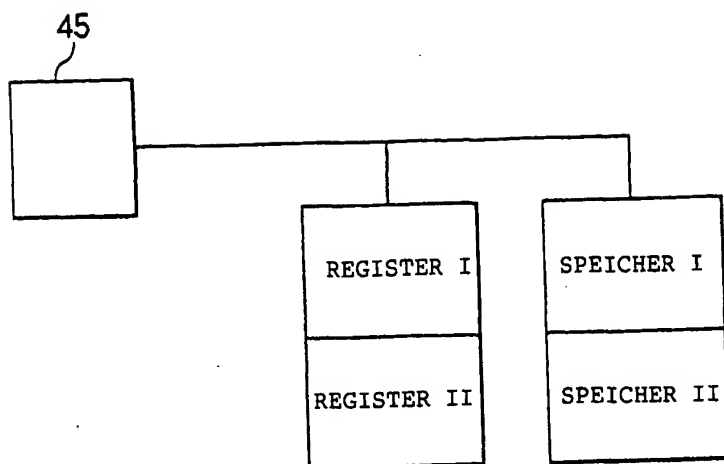 45
REGISTER I
SPEICHER I
REGISTER II
SPEICHER II